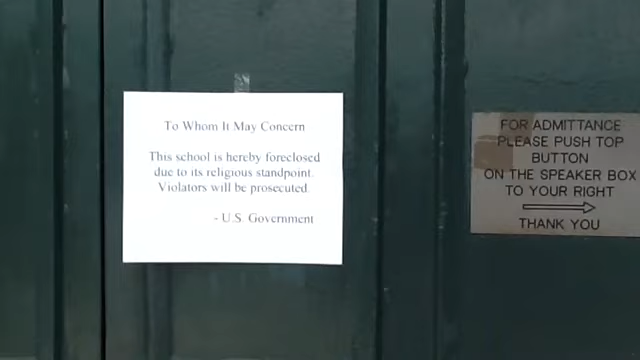 To Whom It May Concern
This school is hereby foreclosed
due to its religious standpoint.
Violators will be prosecuted.
- U.S. Government
FOR ADMITTANCE
PLEASE PUSH TOP
BUTTON
ON THE SPEAKER BOX
TO YOUR RIGHT
THANK YOU